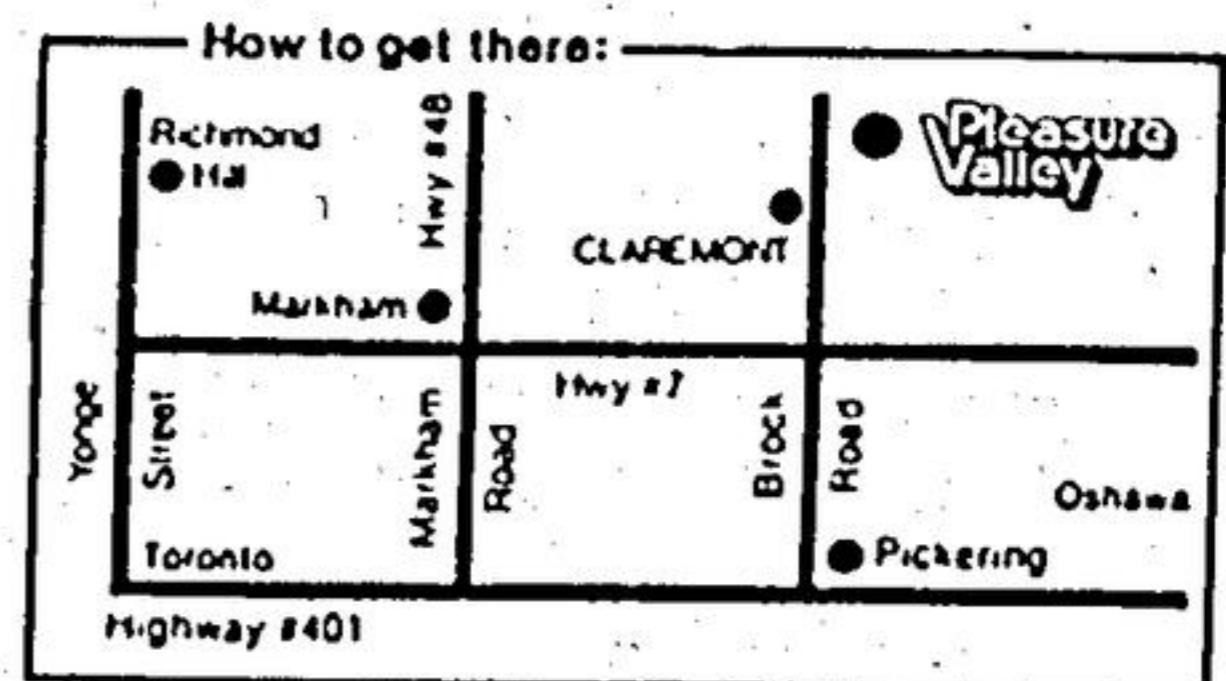 How to get there:
Richmond
Hill
Hwy #48
Pleasure
Valley
CLAREMONT
Markham
Hwy #7
Yonge
Street
Markham
Road
Brock
Road
Oshawa
Toronto
Pickering
Highway #401